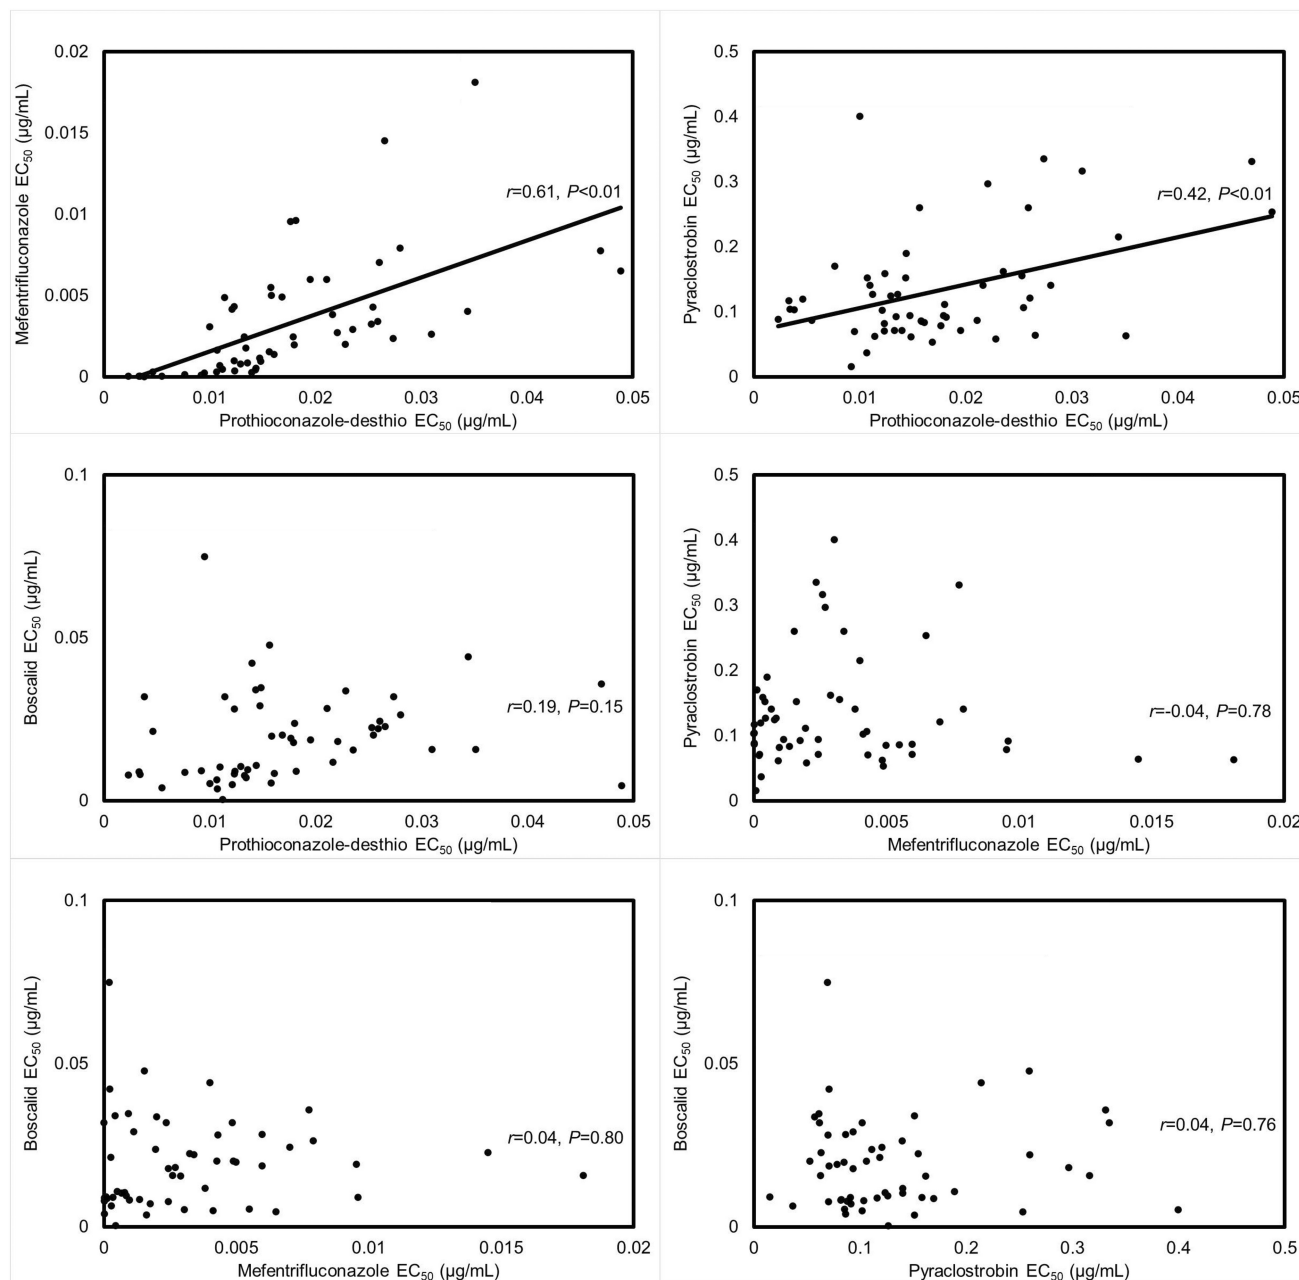 0.02
0.015
0.01
0.005
0
Mefentrifluconazole EC50 (µg/mL)
r=0.61, P<0.01
0 0.01 0.02 0.03 0.04 0.05
Prothioconazole-desthio EC50 (µg/mL)
0.5
0.4
0.3
0.2
0.1
0
Pyraclostrobin EC50 (µg/mL)
r=0.42, P<0.01
0 0.01 0.02 0.03 0.04 0.05
Prothioconazole-desthio EC50 (µg/mL)
0.1
0.05
0
Boscalid EC50 (µg/mL)
r=0.19, P=0.15
0 0.01 0.02 0.03 0.04 0.05
Prothioconazole-desthio EC50 (µg/mL)
0.5
0.4
0.3
0.2
0.1
0
Pyraclostrobin EC50 (µg/mL)
r=-0.04, P=0.78
0 0.005 0.01 0.015 0.02
Mefentrifluconazole EC50 (µg/mL)
0.1
0.05
0
Boscalid EC50 (µg/mL)
r=0.04, P=0.80
0 0.005 0.01 0.015 0.02
Mefentrifluconazole EC50 (µg/mL)
0.1
0.05
0
Boscalid EC50 (µg/mL)
r=0.04, P=0.76
0 0.1 0.2 0.3 0.4 0.5
Pyraclostrobin EC50 (µg/mL)